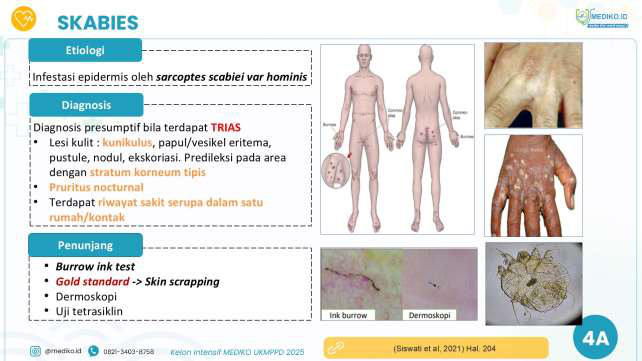 SKABIES
MEDIKO.ID
Etiologi
Infestasi epidermis oleh sarcoptes scabiei var hominis
Diagnosis
Diagnosis presumptif bila terdapat TRIAS
• Lesi kulit : kunikulus, papul/vesikel eritema,
pustule, nodul, ekskoriasi. Predileksi pada area
dengan stratum korneum tipis
• Pruritus nocturnal
• Terdapat riwayat sakit serupa dalam satu
rumah/kontak
Penunjang
• Burrow ink test
• Gold standard -> Skin scrapping
• Dermoskopi
• Uji tetrasiklin
Burrow
Burrow
Ink burrow
Dermoskopi
@mediko.id
0821-3403-8758
Kelon Intensif MEDIKO UKMPPD 2025
(Siswati et al, 2021) Hal. 204
4A